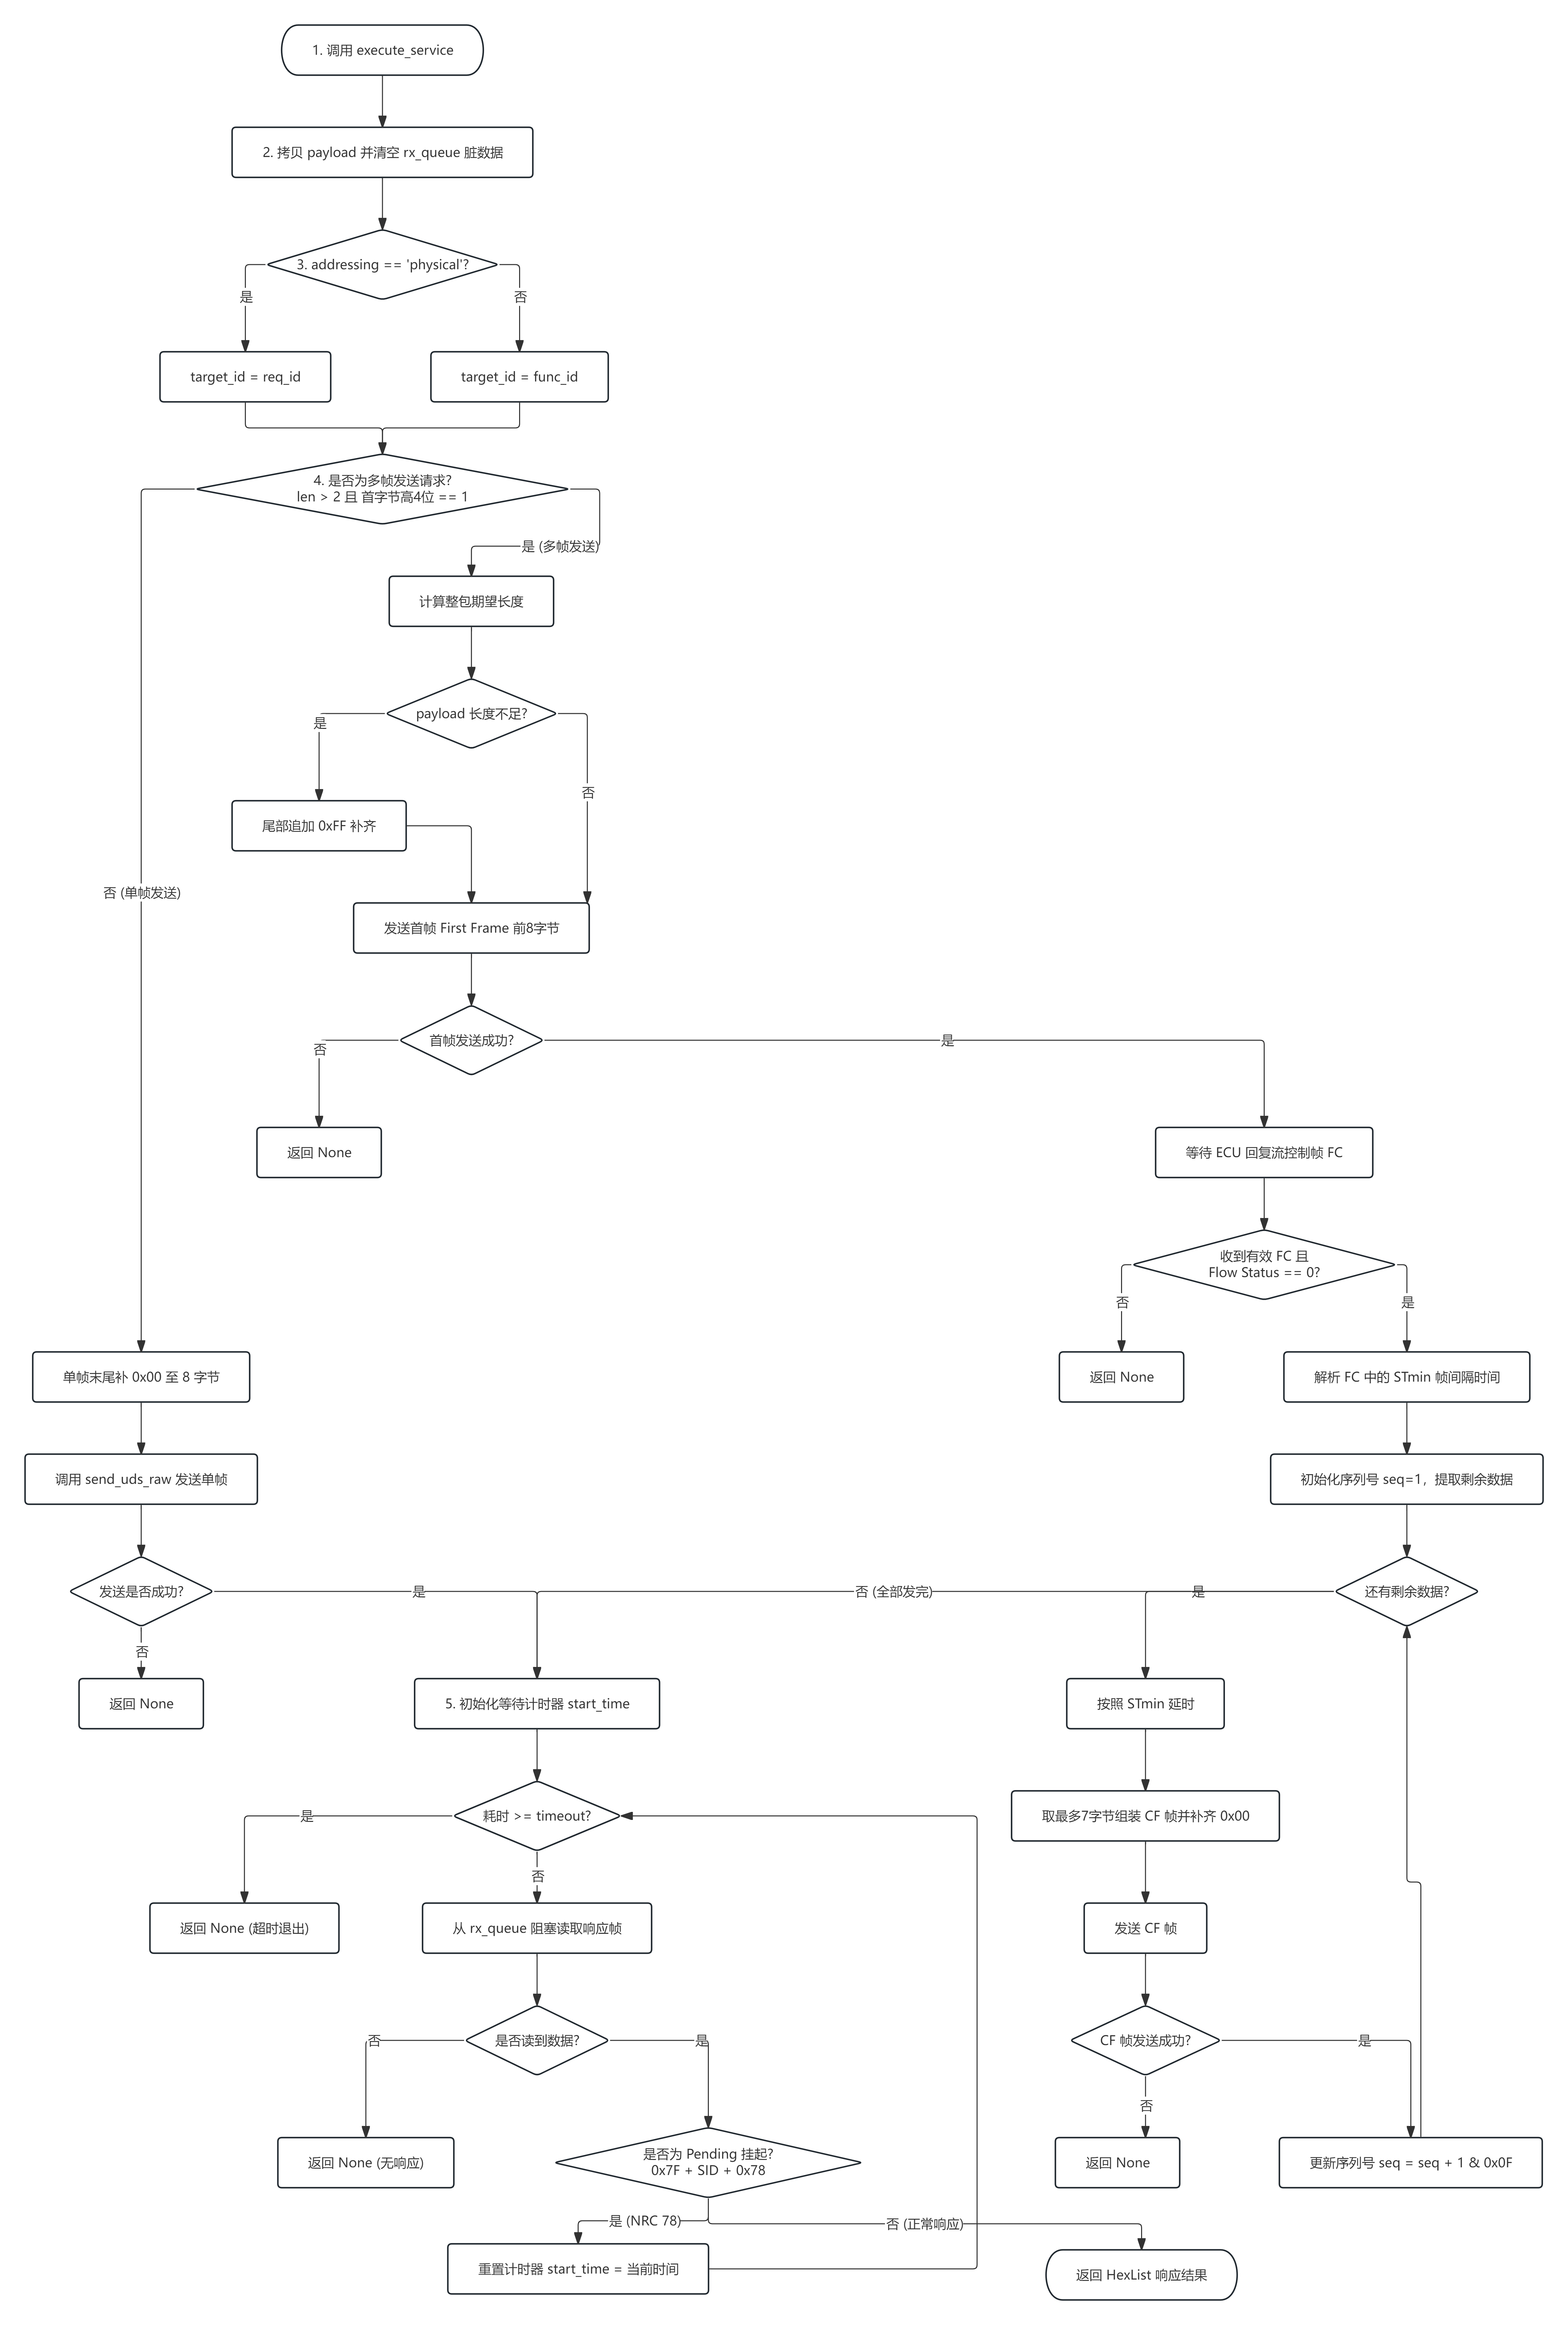 1. 调用 execute_service
2. 拷贝 payload 并清空 rx_queue 脏数据
3. addressing == 'physical'?
是
否
target_id = req_id
target_id = func_id
4. 是否为多帧发送请求?
len > 2 且 首字节高4位 == 1
是 (多帧发送)
计算整包期望长度
payload 长度不足?
是
否
尾部追加 0xFF 补齐
否 (单帧发送)
发送首帧 First Frame 前8字节
首帧发送成功?
否
是
返回 None
等待 ECU 回复流控制帧 FC
收到有效 FC 且
Flow Status == 0?
否
是
单帧末尾补 0x00 至 8 字节
返回 None
解析 FC 中的 STmin 帧间隔时间
调用 send_uds_raw 发送单帧
初始化序列号 seq=1，提取剩余数据
发送是否成功?
是
否 (全部发完)
是
还有剩余数据?
否
返回 None
5. 初始化等待计时器 start_time
按照 STmin 延时
是
耗时 >= timeout?
取最多7字节组装 CF 帧并补齐 0x00
否
返回 None (超时退出)
从 rx_queue 阻塞读取响应帧
发送 CF 帧
否
是否读到数据?
是
CF 帧发送成功?
是
否
返回 None (无响应)
是否为 Pending 挂起?
0x7F + SID + 0x78
返回 None
更新序列号 seq = seq + 1 & 0x0F
是 (NRC 78)
否 (正常响应)
重置计时器 start_time = 当前时间
返回 HexList 响应结果